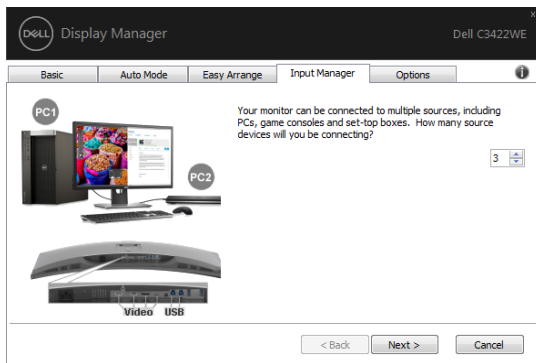 x
DELL Display Manager
Dell C3422WE
Basic
Auto Mode
Easy Arrange
Input Manager
Options
i
PC1
PC2
Your monitor can be connected to multiple sources, including
PCs, game consoles and set-top boxes. How many source
devices will you be connecting?
3
Video
USB
< Back
Next >
Cancel